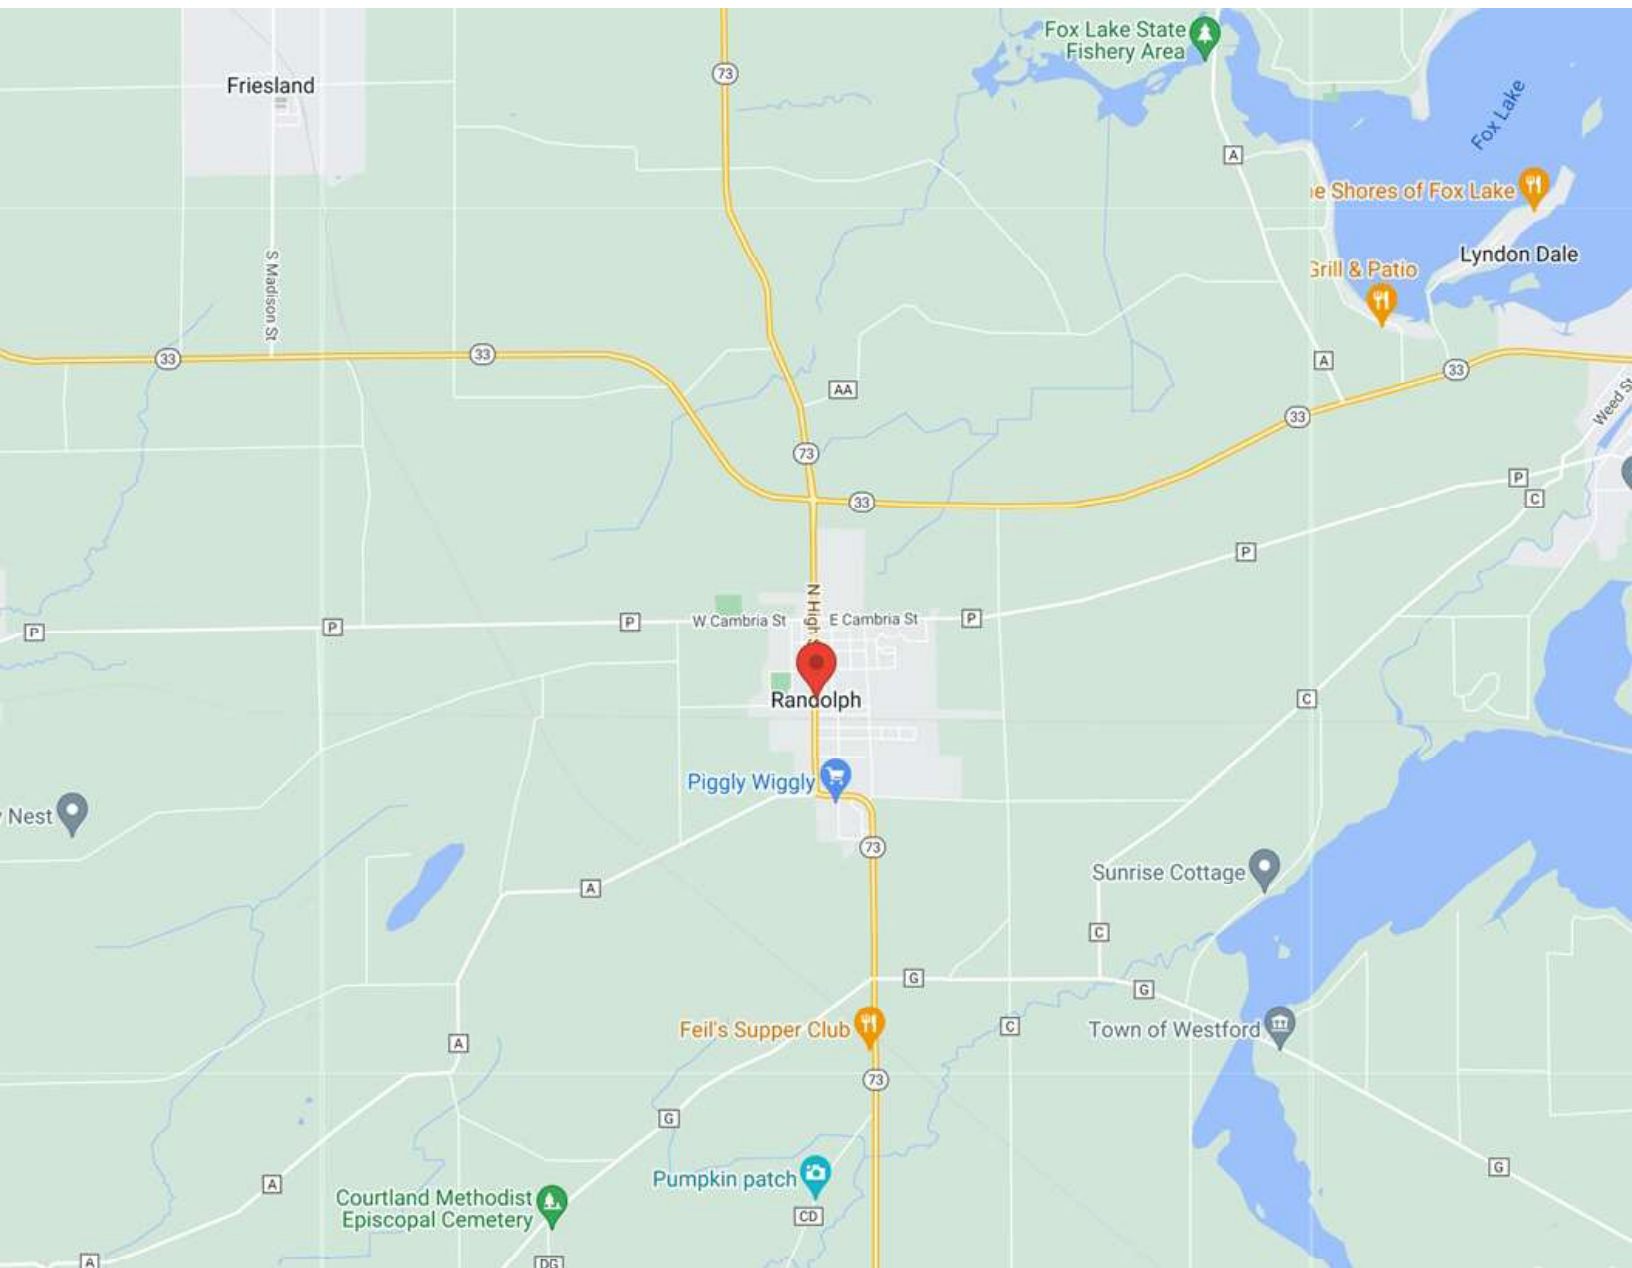 Fox Lake State
Fishery Area
Friesland
73
Fox Lake
A
Shores of Fox Lake
Lyndon Dale
S Madison St
Grill & Patio
33
33
A
33
AA
33
Weed St
73
33
P
C
P
N High
W Cambria St
E Cambria St
P
P
P
P
Randolph
C
Piggly Wiggly
Nest
73
Sunrise Cottage
A
C
G
G
Feil's Supper Club
C
Town of Westford
A
73
G
G
Pumpkin patch
A
Courtland Methodist
Episcopal Cemetery
CD
A
DG